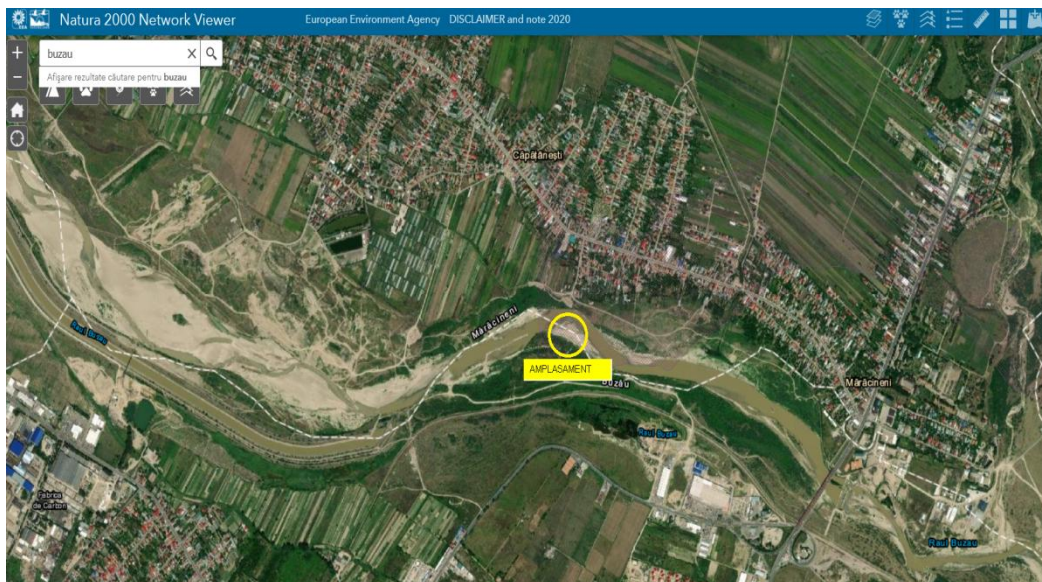 Natura 2000 Network Viewer
European Environment Agency DISCLAIMER and note 2020
buzau
Afișare rezultate căutare pentru buzau
Căpățânești
Mărăcineni
Raul Buzau
AMPLASAMENT
Buzău
Mărăcineni
Raul Buzau
Fabrica
de Carton
Raul Buzau